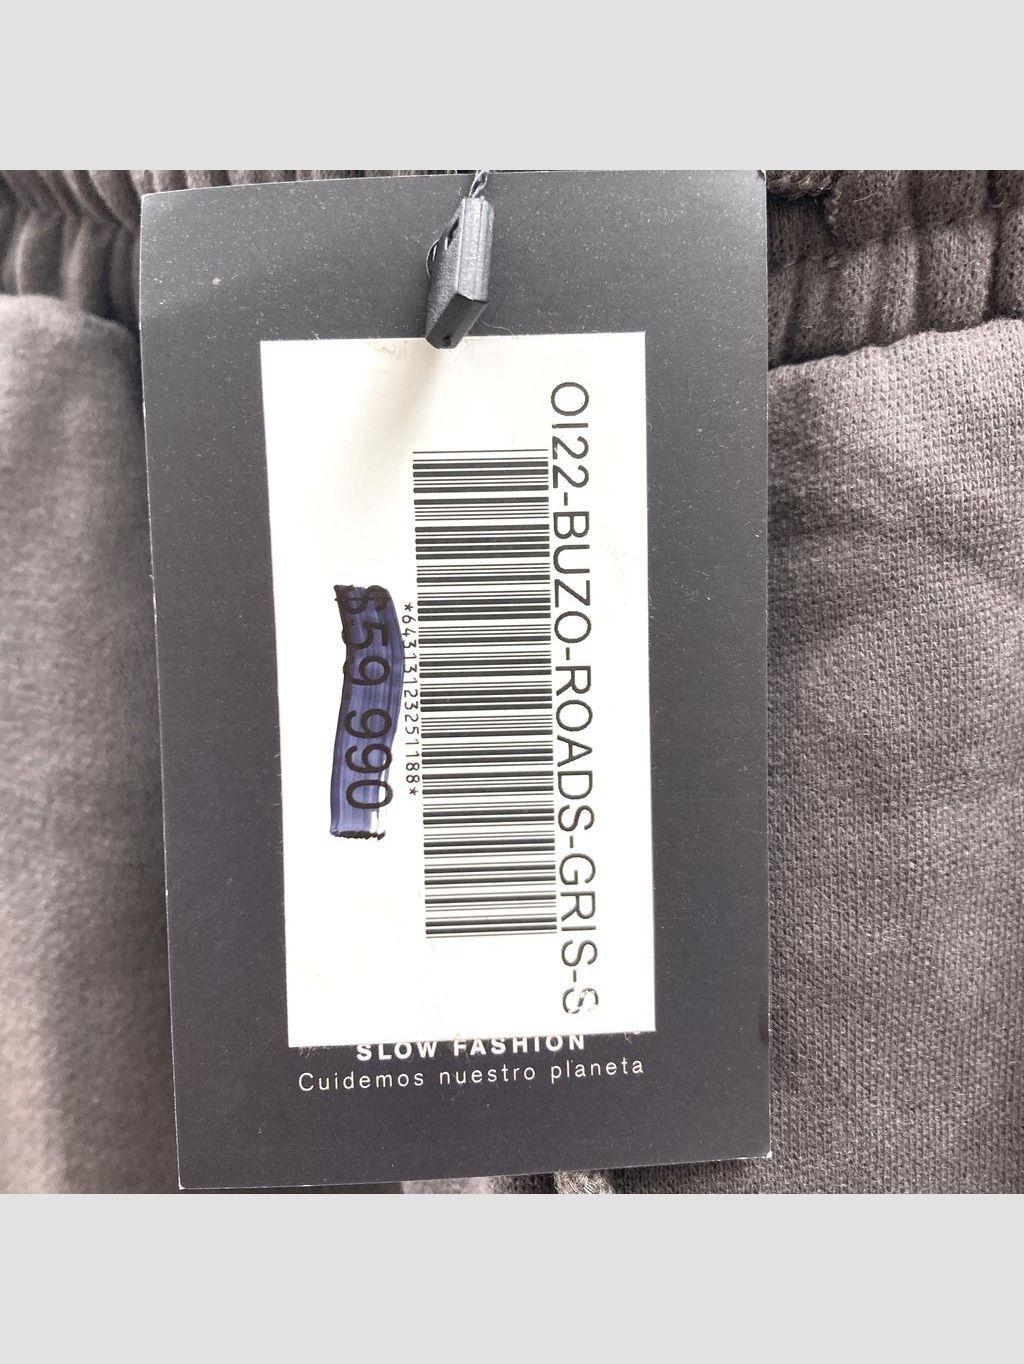 OI22-BUZO-ROADS-GRIS-S
*6431312325118​8*
$59.990
SLOW FASHION
Cuidemos nuestro planeta